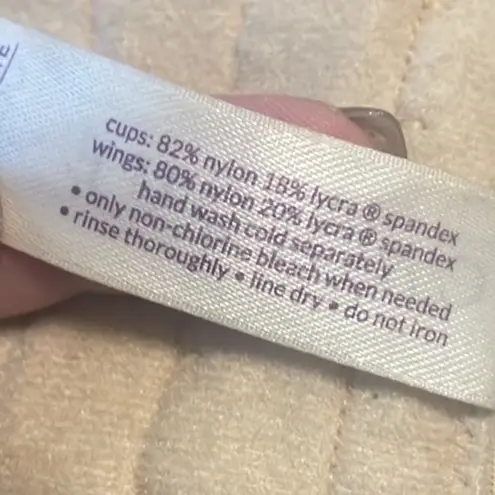 cups: 82% nylon 18% lycra ® spandex
wings: 80% nylon 20% lycra ® spandex
hand wash cold separately
• only non-chlorine bleach when needed
• rinse thoroughly • line dry • do not iron